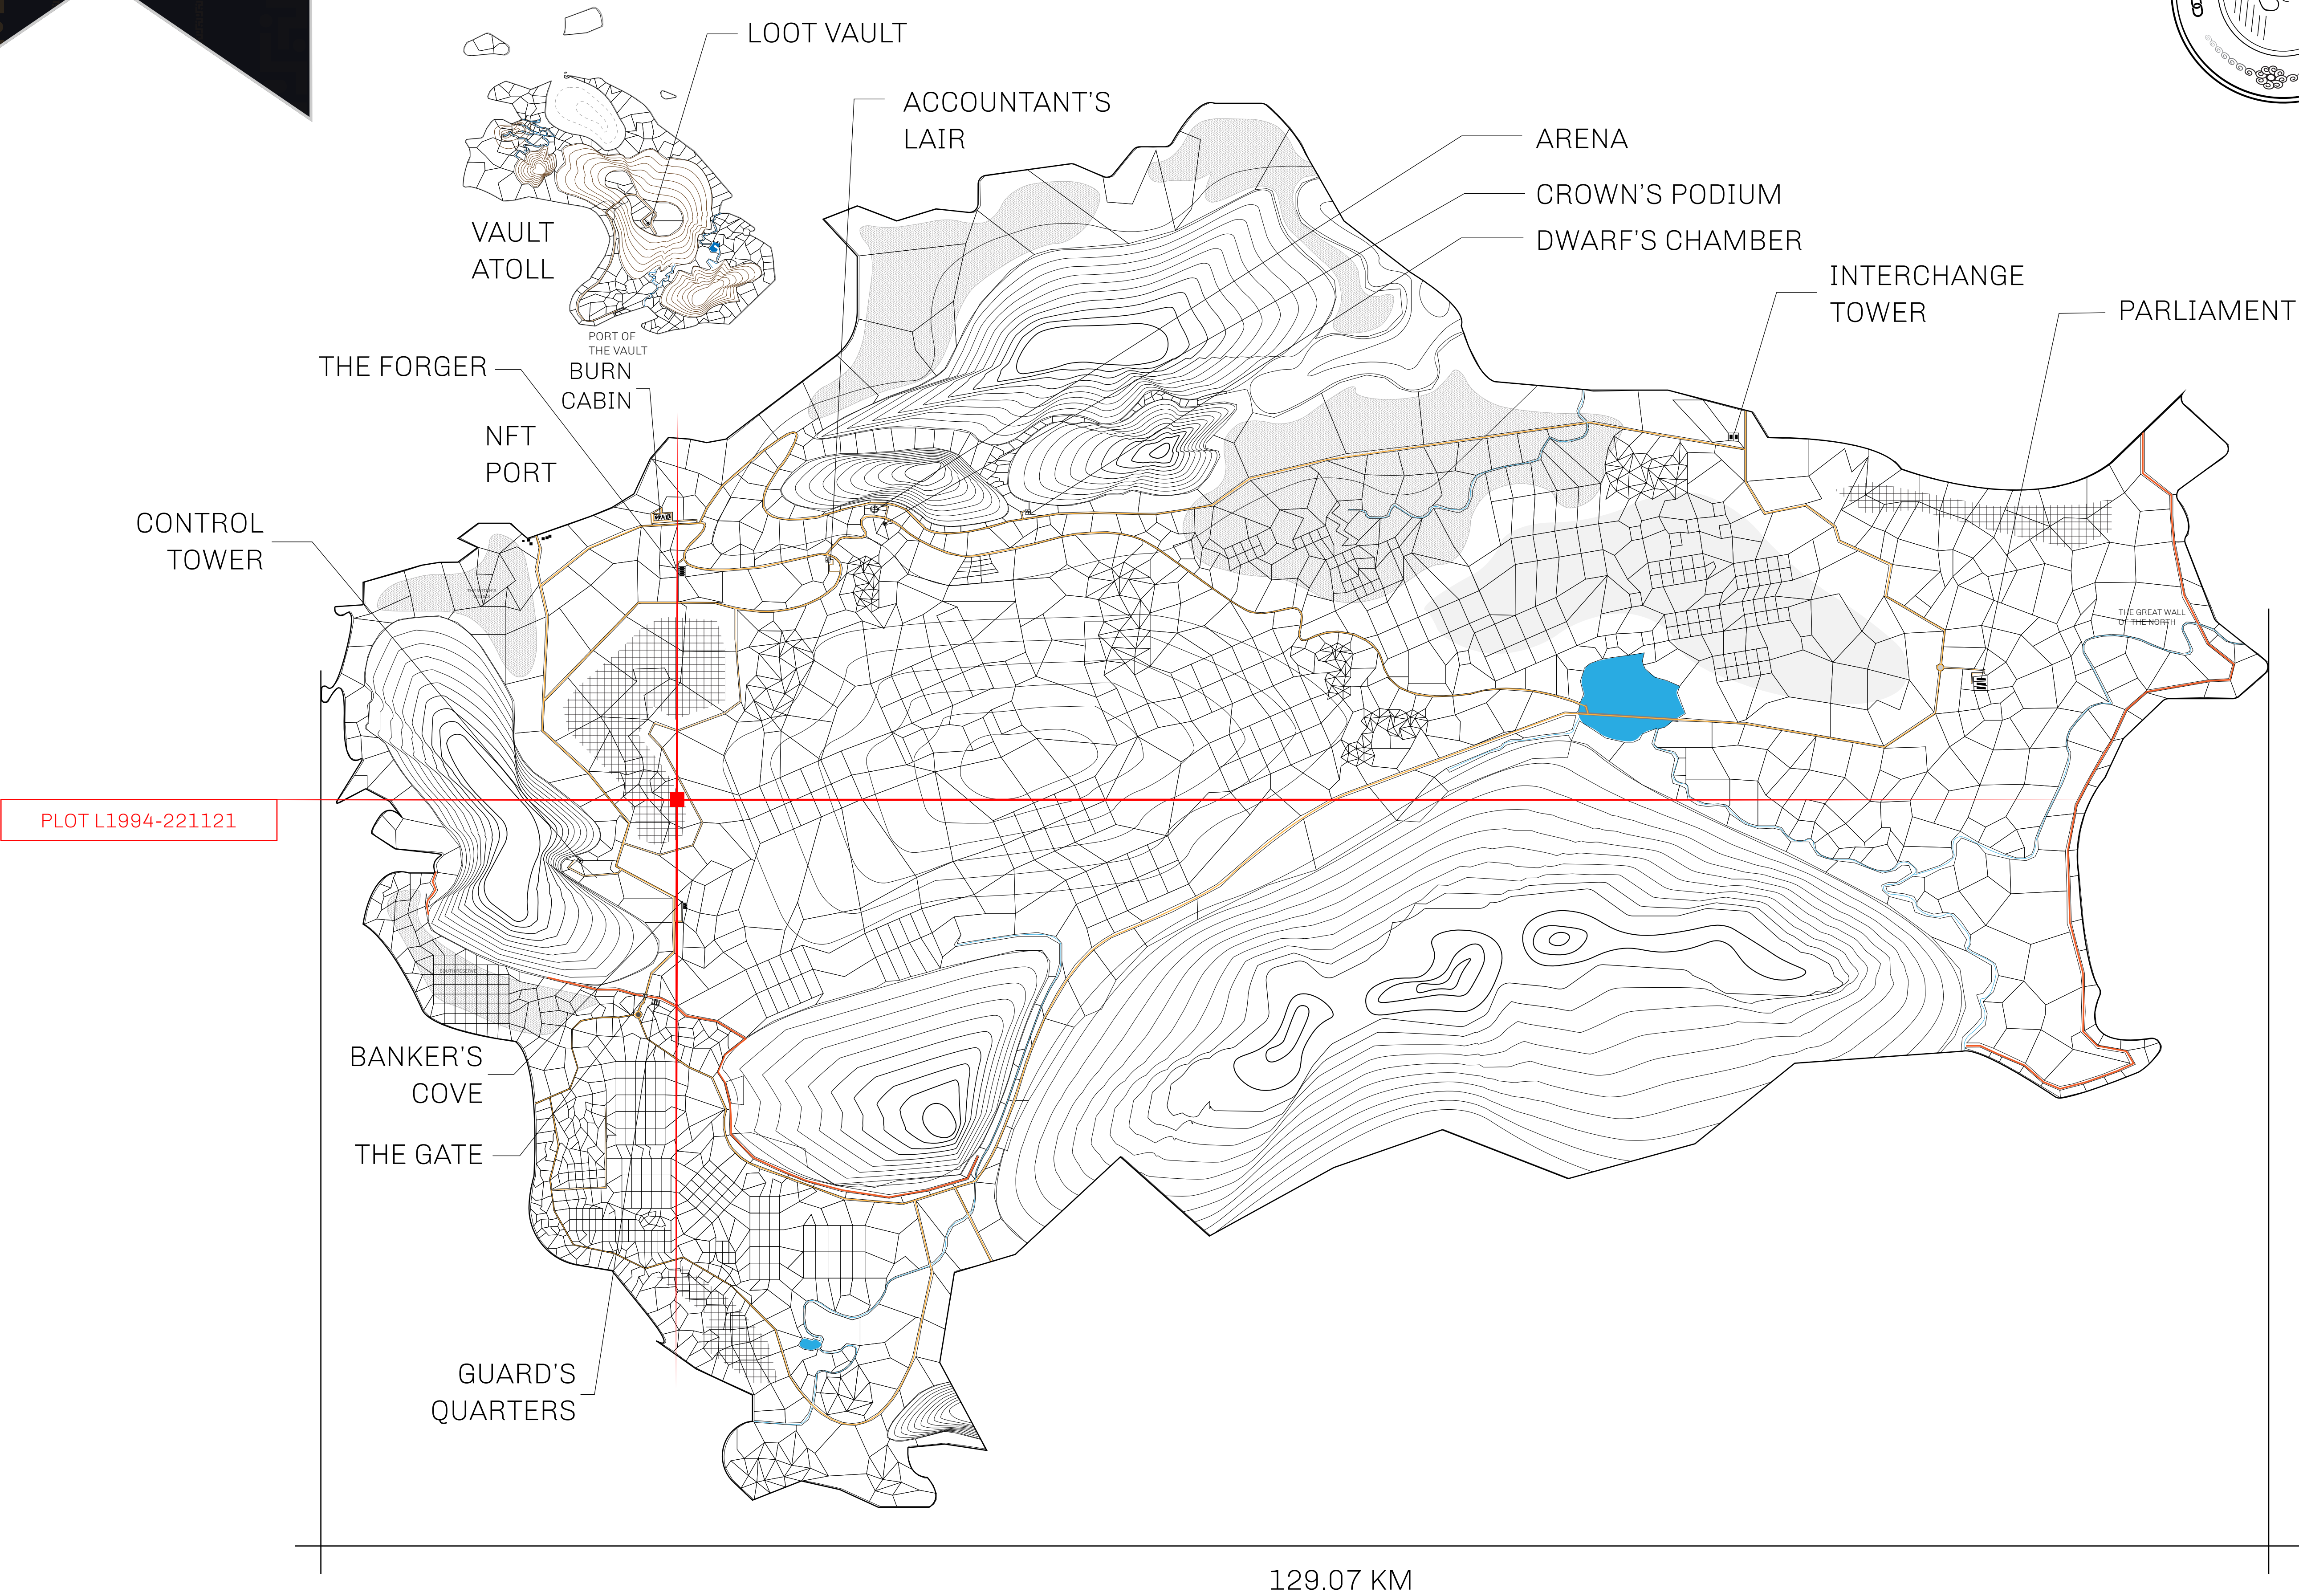 LOOT VAULT
ACCOUNTANT'S
LAIR
ARENA
CROWN'S PODIUM
DWARF'S CHAMBER
VAULT
ATOLL
INTERCHANGE
TOWER
PARLIAMENT
PORT OF
THE VAULT
THE FORGER
BURN
CABIN
NFT
PORT
CONTROL
TOWER
THE GREAT WALL
OF THE NORTH
PLOT L1994-221121
SOUTH RESERVE
BANKER'S
COVE
THE GATE
GUARD'S
QUARTERS
129.07 KM